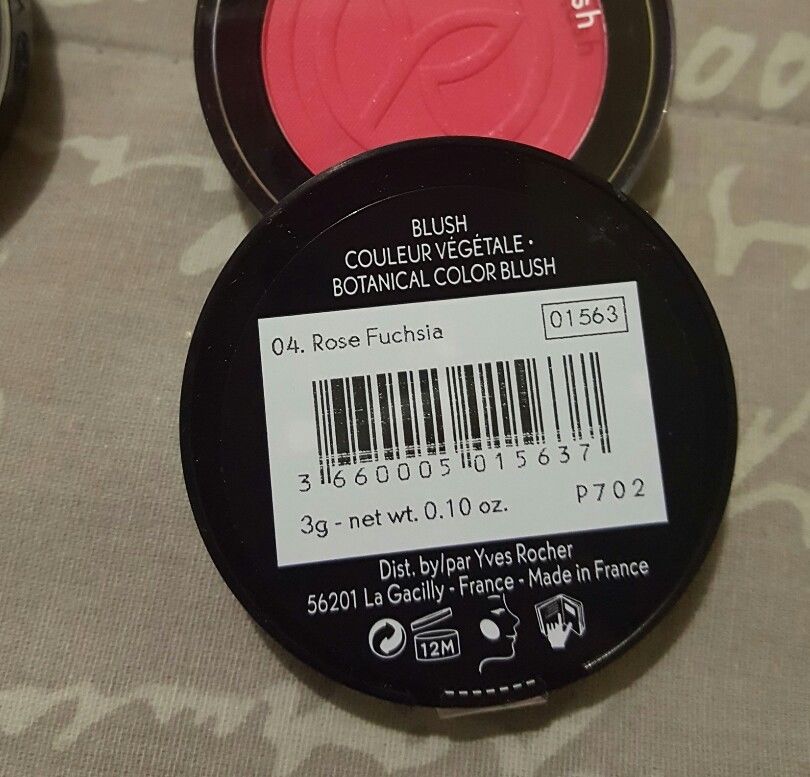 sh
BLUSH
COULEUR VÉGÉTALE •
BOTANICAL COLOR BLUSH
04. Rose Fuchsia
01563
3 660005 015637
3g - net wt. 0.10 oz.
P702
Dist. by/par Yves Rocher
56201 La Gacilly - France - Made in France
12M